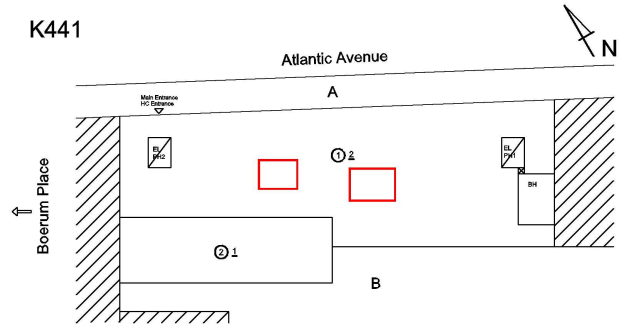 K441
Atlantic Avenue
N
A
Main Entrance
HC Entrance
EL
PH2
1 2
EL
PH1
BH
Boerum Place
2 1
B